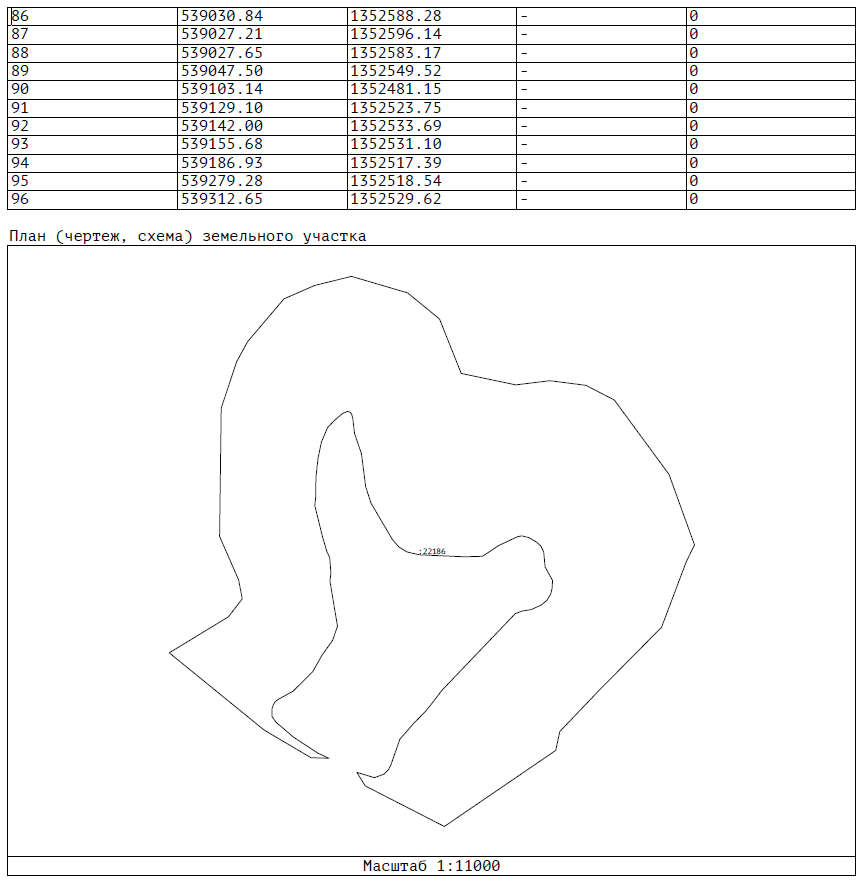 86 539030.84 1352588.28 - 0
87 539027.21 1352596.14 - 0
88 539027.65 1352583.17 - 0
89 539047.50 1352549.52 - 0
90 539103.14 1352481.15 - 0
91 539129.10 1352523.75 - 0
92 539142.00 1352533.69 - 0
93 539155.68 1352531.10 - 0
94 539186.93 1352517.39 - 0
95 539279.28 1352518.54 - 0
96 539312.65 1352529.62 - 0
План (чертеж, схема) земельного участка
:22186
Масштаб 1:11000